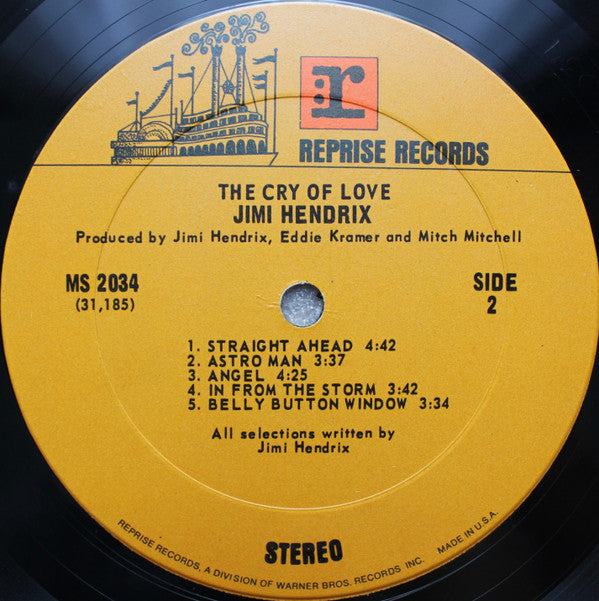 r
REPRISE RECORDS
THE CRY OF LOVE
JIMI HENDRIX
Produced by Jimi Hendrix, Eddie Kramer and Mitch Mitchell
MS 2034
(31,185)
SIDE
2
1. STRAIGHT AHEAD 4:42
2. ASTRO MAN 3:37
3. ANGEL 4:25
4. IN FROM THE STORM 3:42
5. BELLY BUTTON WINDOW 3:34
All selections written by
Jimi Hendrix
STEREO
REPRISE RECORDS, A DIVISION OF WARNER BROS. RECORDS INC. MADE IN U.S.A.